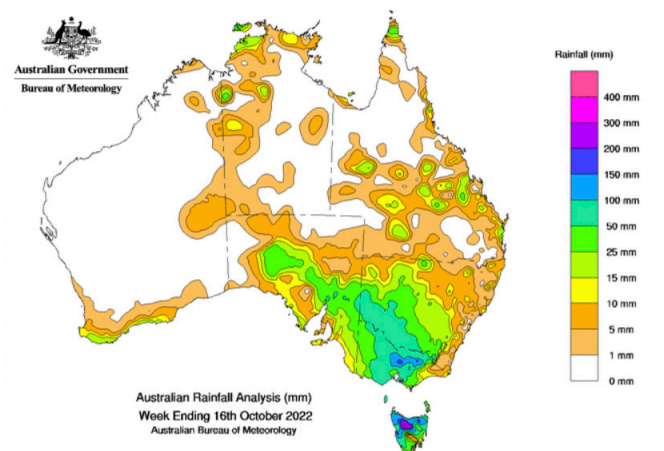 Australian Government
Bureau of Meteorology
Rainfall (mm)
400 mm
300 mm
200 mm
150 mm
100 mm
50 mm
25 mm
15 mm
10 mm
5 mm
1 mm
0 mm
Australian Rainfall Analysis (mm)
Week Ending 16th October 2022
Australian Bureau of Meteorology